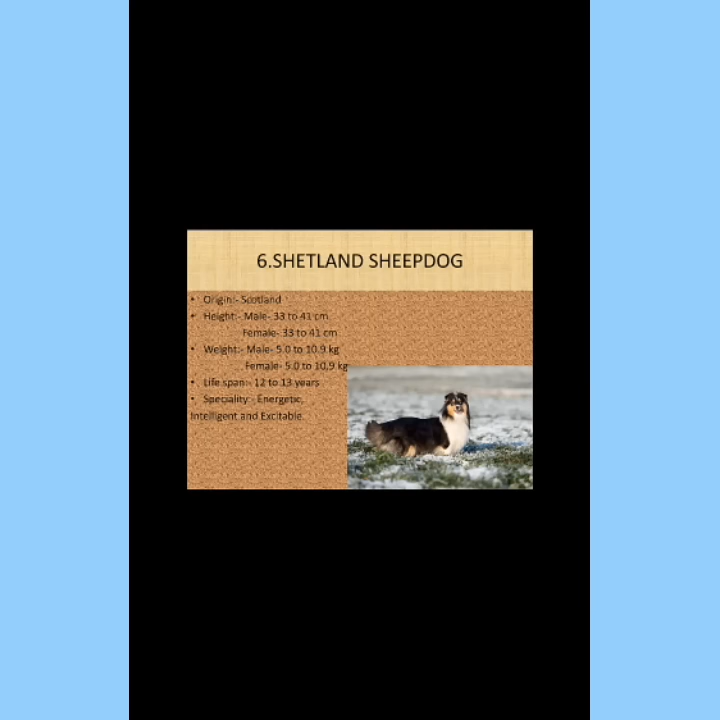 6.SHETLAND SHEEPDOG
• Origin:- Scotland
• Height:- Male- 33 to 41 cm
Female- 33 to 41 cm
• Weight:- Male- 5.0 to 10.9 kg
Female- 5.0 to 10.9 kg
• Life span:- 12 to 13 years
• Speciality:- Energetic,
Intelligent and Excitable.